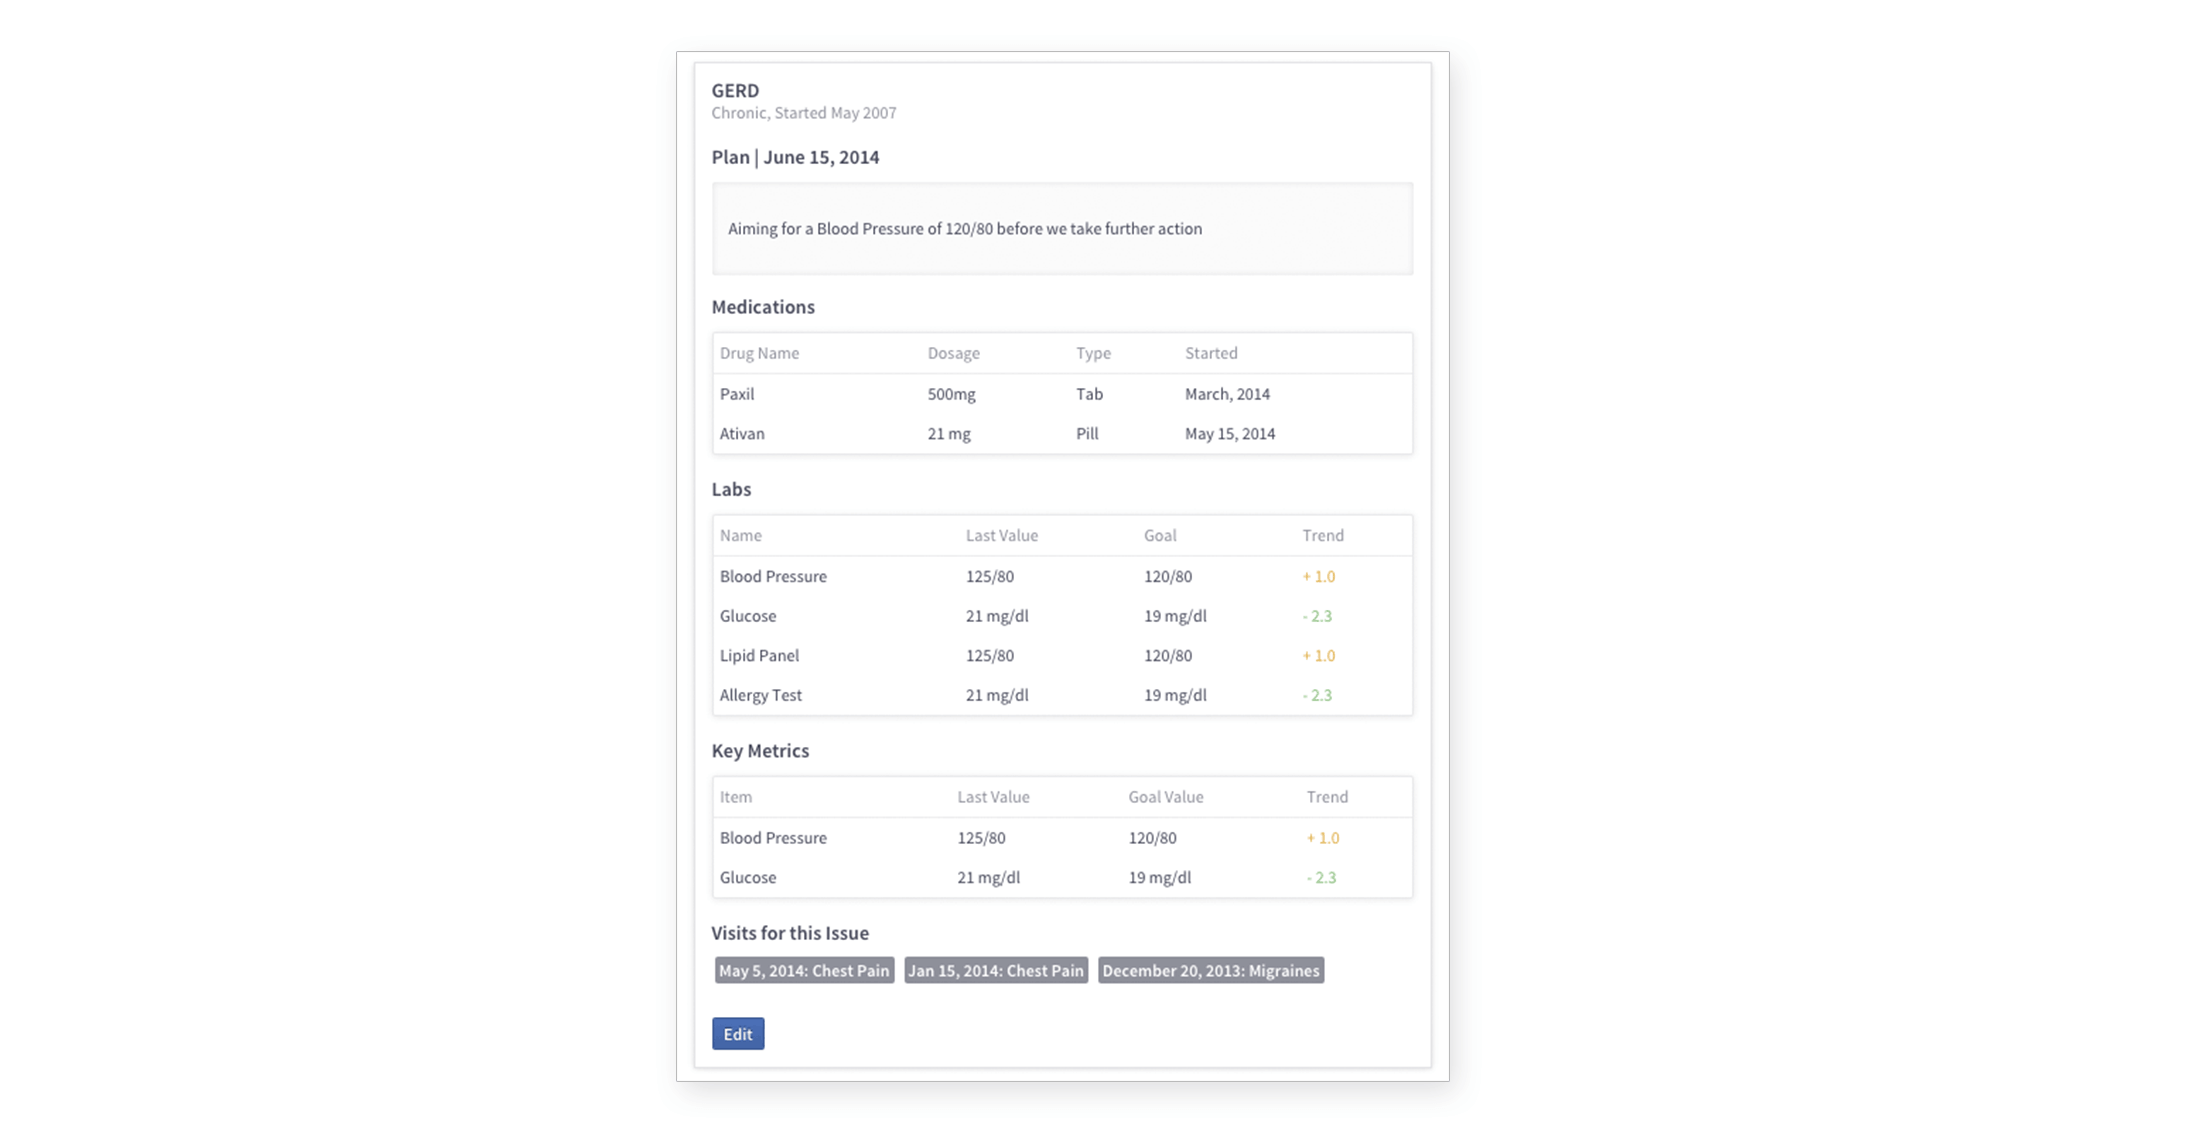 GERD
Chronic, Started May 2007
Plan | June 15, 2014
Aiming for a Blood Pressure of 120/80 before we take further action
Medications
Drug Name Dosage Type Started
Paxil 500mg Tab March, 2014
Ativan 21 mg Pill May 15, 2014
Labs
Name Last Value Goal Trend
Blood Pressure 125/80 120/80 + 1.0
Glucose 21 mg/dl 19 mg/dl - 2.3
Lipid Panel 125/80 120/80 + 1.0
Allergy Test 21 mg/dl 19 mg/dl - 2.3
Key Metrics
Item Last Value Goal Value Trend
Blood Pressure 125/80 120/80 + 1.0
Glucose 21 mg/dl 19 mg/dl - 2.3
Visits for this Issue
May 5, 2014: Chest Pain Jan 15, 2014: Chest Pain December 20, 2013: Migraines
Edit